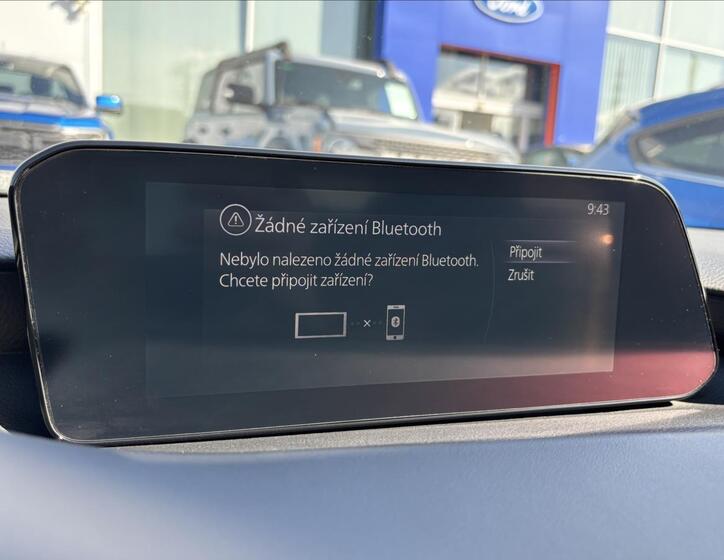 Ford
9:43
Žádné zařízení Bluetooth
Nebylo nalezeno žádné zařízení Bluetooth.
Chcete připojit zařízení?
Připojit
Zrušit